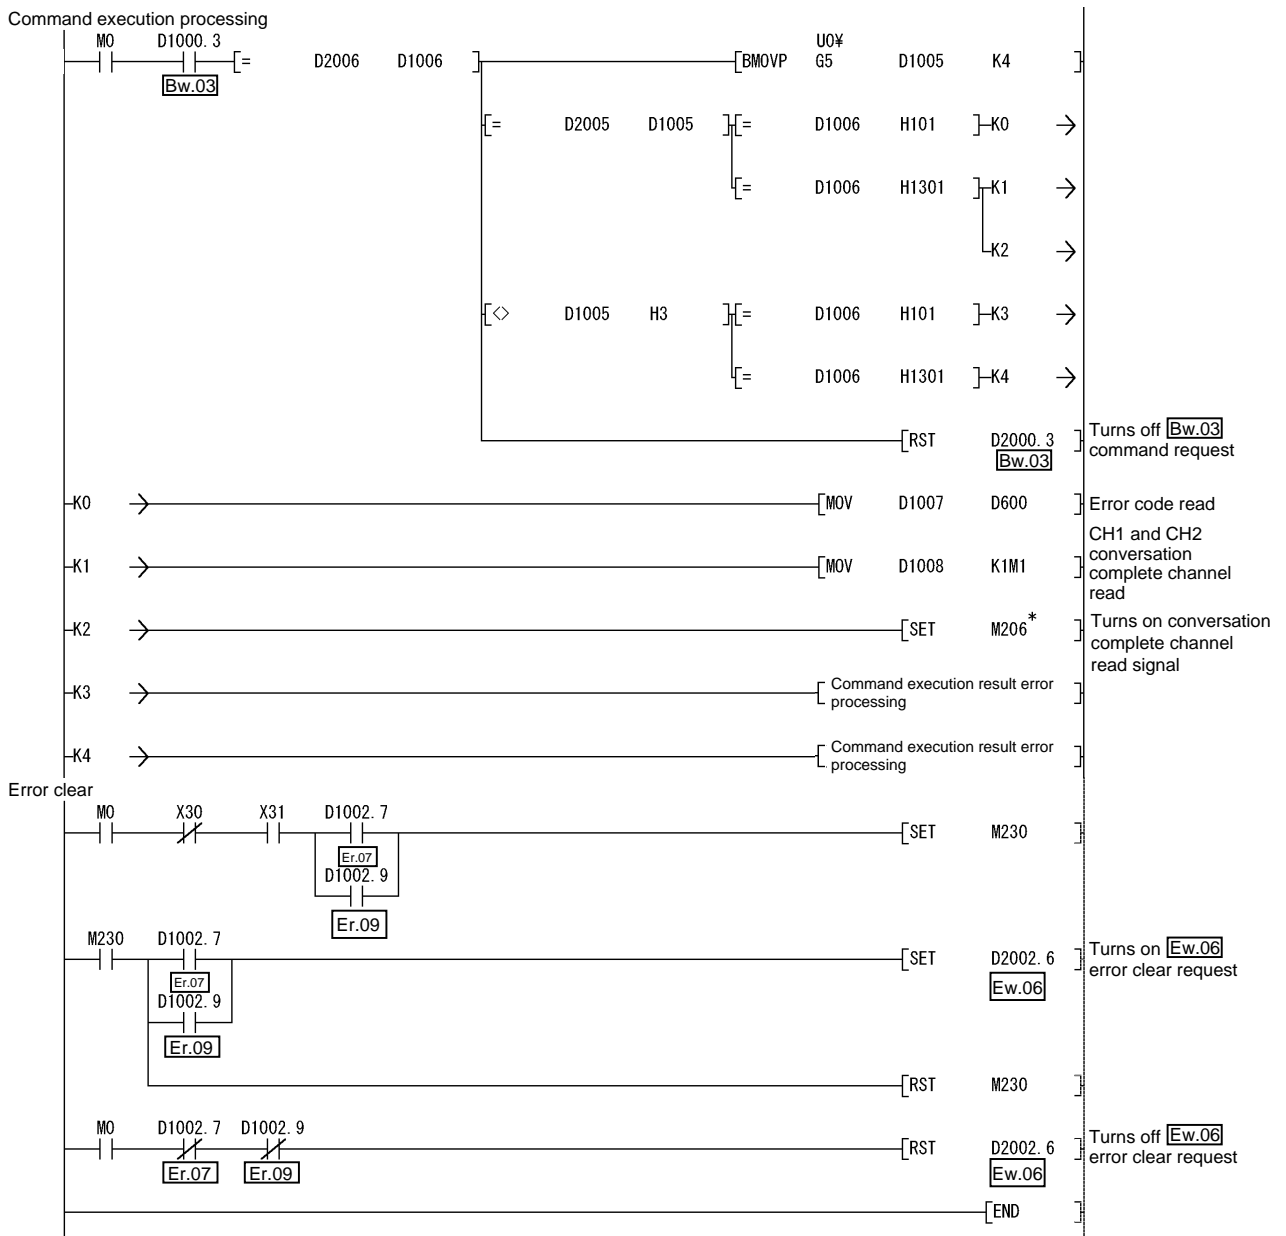 Command execution processing
M0 D1000.3 U0¥
[= D2006 D1006 ] [BMOVP G5 D1005 K4 ]
Bw.03
[= D2005 D1005 ] [= D1006 H101 ] K0
[= D1006 H1301 ] K1
K2
[<> D1005 H3 ] [= D1006 H101 ] K3
[= D1006 H1301 ] K4
[RST D2000.3 ] Turns off Bw.03
Bw.03 command request
K0 [MOV D1007 D600 ] Error code read
K1 [MOV D1008 K1M1 ] CH1 and CH2
conversation
complete channel
read
K2 [SET M206* ] Turns on conversation
complete channel
read signal
K3 [ Command execution result error
processing ]
K4 [ Command execution result error
processing ]
Error clear
M0 X30 X31 D1002.7
[SET M230 ]
Er.07
D1002.9
Er.09
M230 D1002.7
[SET D2002.6 ] Turns on Ew.06
error clear request
Er.07 Ew.06
D1002.9
Er.09
[RST M230 ]
M0 D1002.7 D1002.9
[RST D2002.6 ] Turns off Ew.06
error clear request
Er.07 Er.09 Ew.06
[END ]